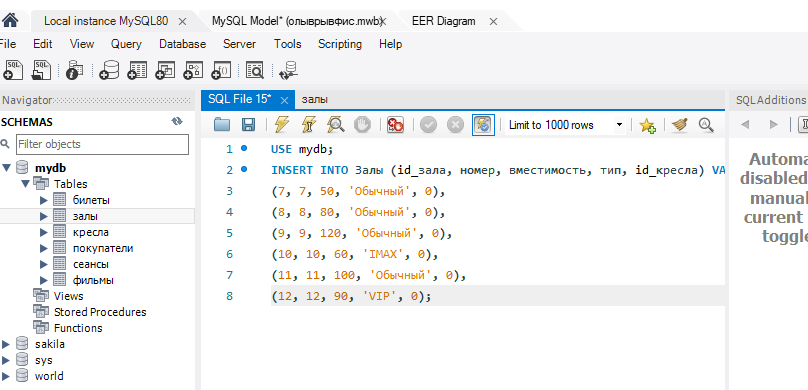 Local instance MySQL80
MySQL Model* (олыврывфис.mwb)
EER Diagram
File Edit View Query Database Server Tools Scripting Help
Navigator
SCHEMAS
Filter objects
mydb
Tables
билеты
залы
кресла
покупатели
сеансы
фильмы
Views
Stored Procedures
Functions
sakila
sys
world
SQL File 15*
залы
Limit to 1000 rows
1 USE mydb;
2 INSERT INTO Залы (id_зала, номер, вместимость, тип, id_кресла) VA
3 (7, 7, 50, 'Обычный', 0),
4 (8, 8, 80, 'Обычный', 0),
5 (9, 9, 120, 'Обычный', 0),
6 (10, 10, 60, 'IMAX', 0),
7 (11, 11, 100, 'Обычный', 0),
8 (12, 12, 90, 'VIP', 0);
SQLAdditions
Automa
disabled
manual
current
toggle